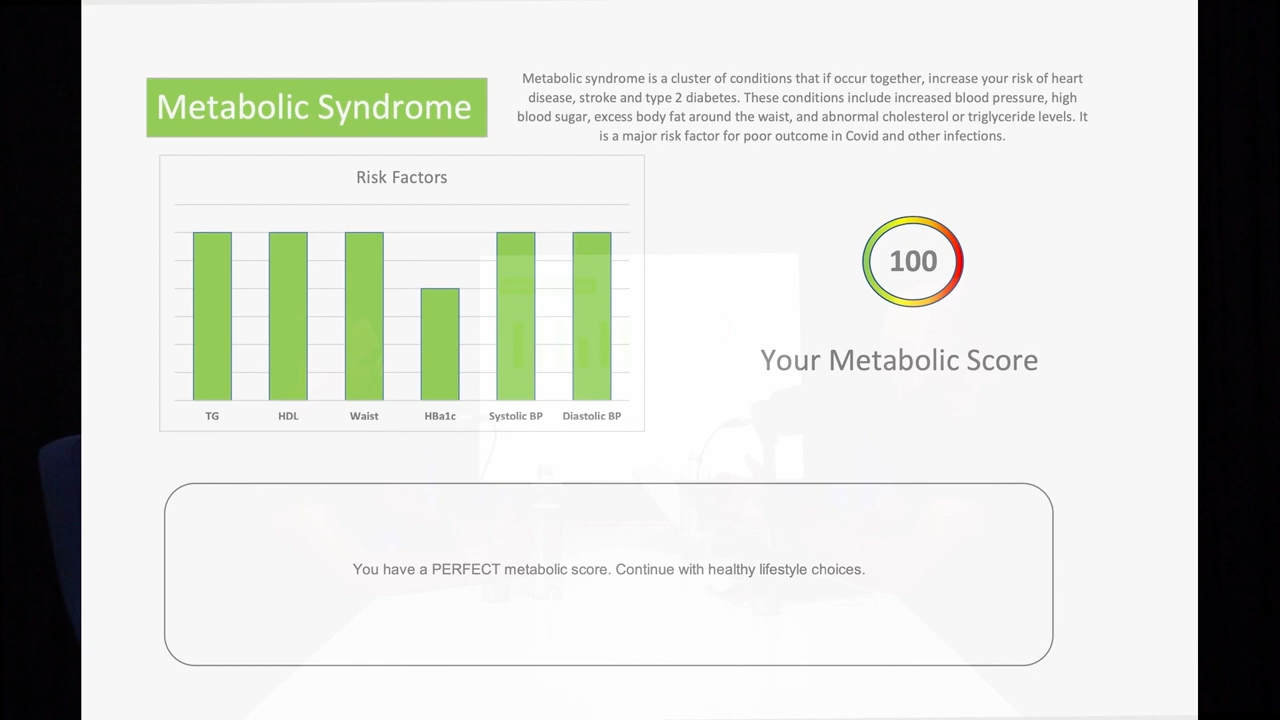 Metabolic Syndrome
Metabolic syndrome is a cluster of conditions that if occur together, increase your risk of heart
disease, stroke and type 2 diabetes. These conditions include increased blood pressure, high
blood sugar, excess body fat around the waist, and abnormal cholesterol or triglyceride levels. It
is a major risk factor for poor outcome in Covid and other infections.
Risk Factors
TG HDL Waist HBa1c Systolic BP Diastolic BP
100
Your Metabolic Score
You have a PERFECT metabolic score. Continue with healthy lifestyle choices.